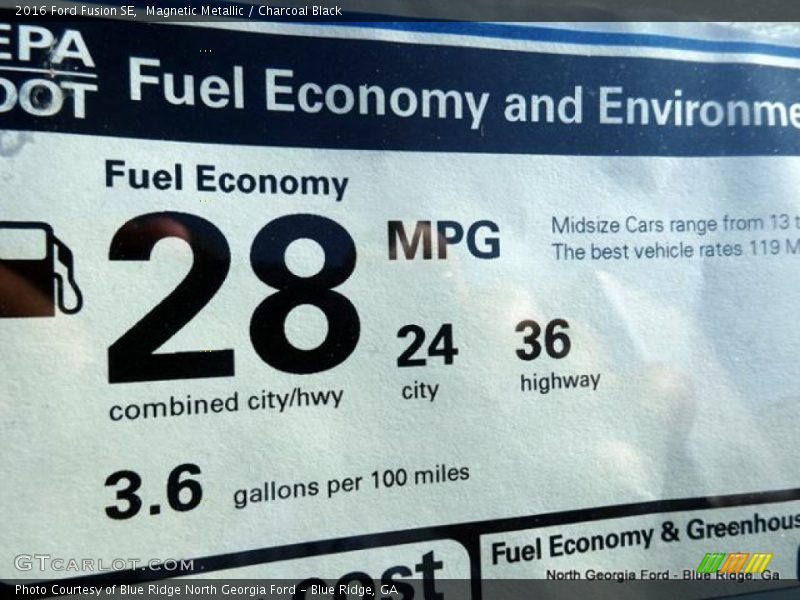 2016 Ford Fusion SE, Magnetic Metallic / Charcoal Black
EPA
DOT
Fuel Economy and Environme
Fuel Economy
28
MPG
combined city/hwy
24
city
36
highway
Midsize Cars range from 13 t
The best vehicle rates 119 M
3.6 gallons per 100 miles
cost
Fuel Economy & Greenhous
North Georgia Ford - Blue Ridge, Ga
GTCARLOT.COM
Photo Courtesy of Blue Ridge North Georgia Ford - Blue Ridge, GA